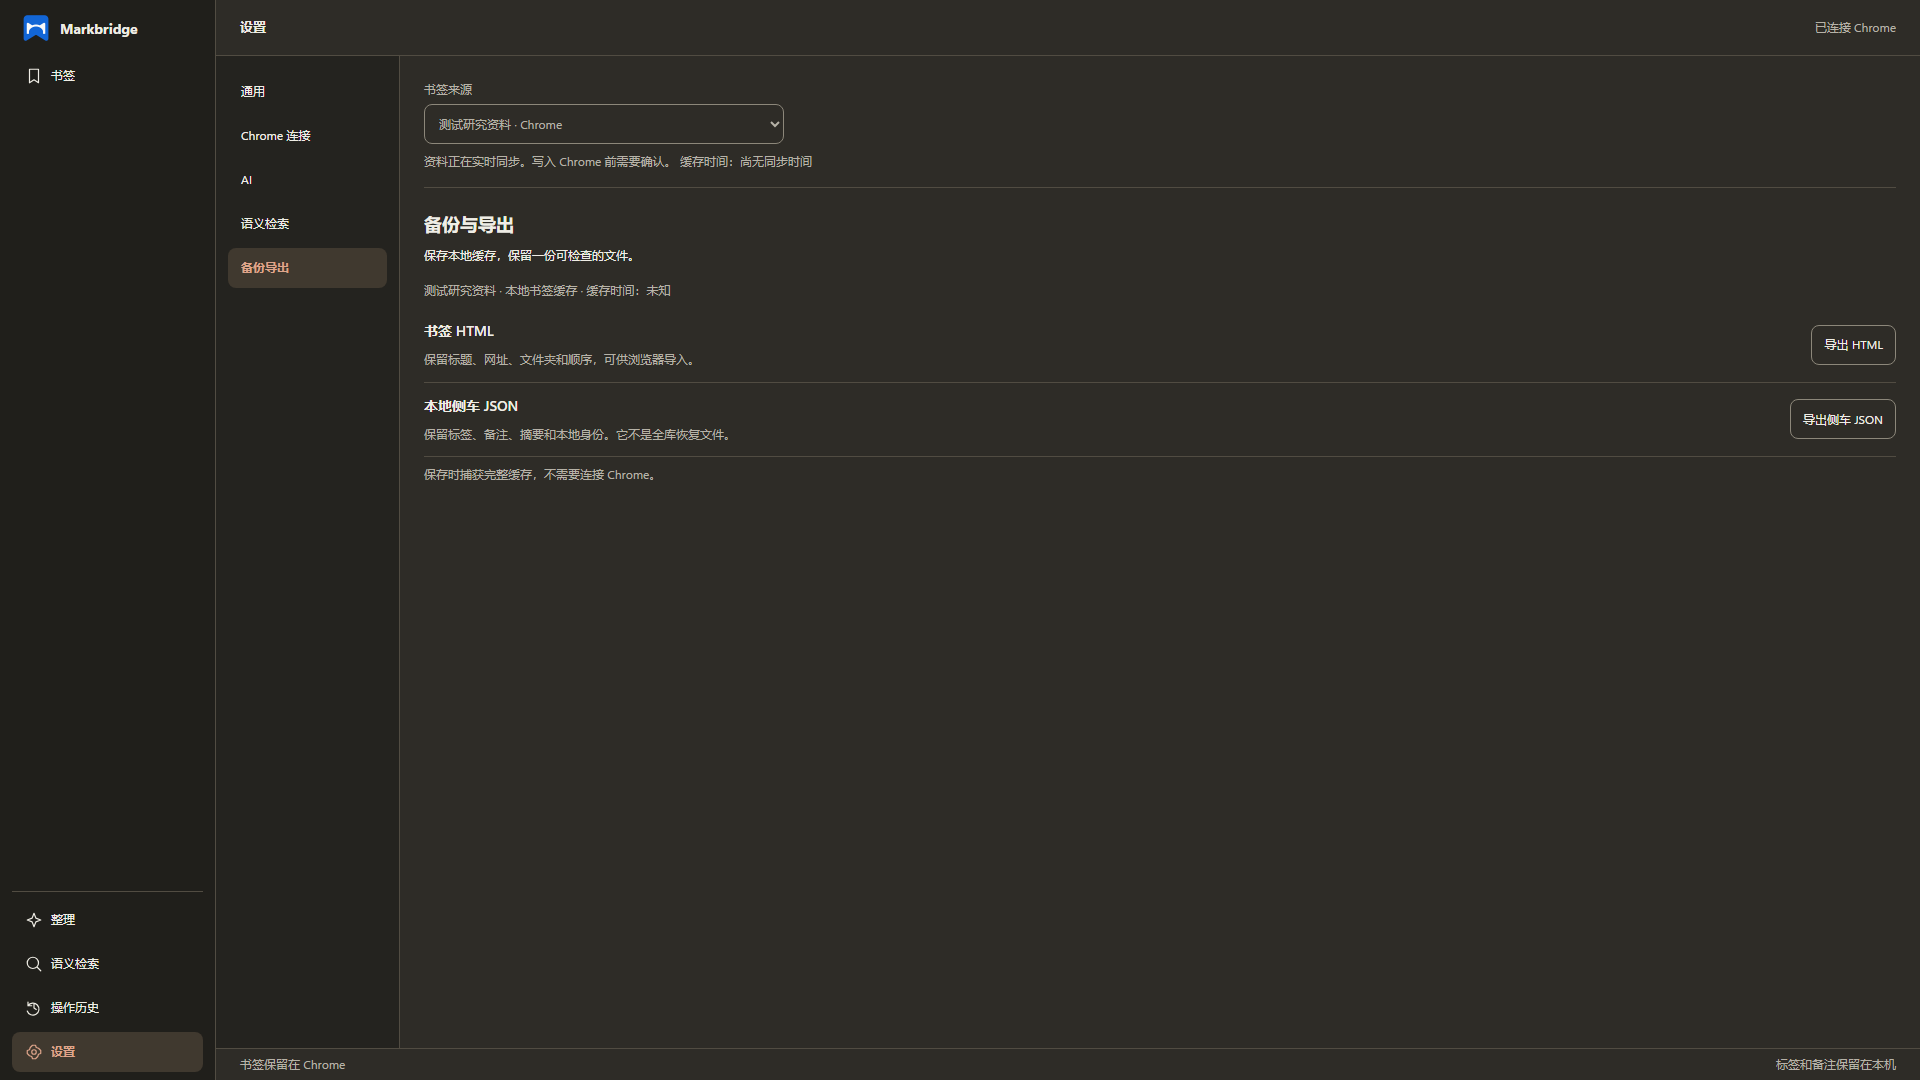 Markbridge
书签
整理
语义检索
操作历史
设置
设置
已连接 Chrome
通用
Chrome 连接
AI
语义检索
备份导出
书签来源
测试研究资料 · Chrome
资料正在实时同步。写入 Chrome 前需要确认。 缓存时间：尚无同步时间
备份与导出
保存本地缓存，保留一份可检查的文件。
测试研究资料 · 本地书签缓存 · 缓存时间：未知
书签 HTML
保留标题、网址、文件夹和顺序，可供浏览器导入。
导出 HTML
本地侧车 JSON
保留标签、备注、摘要和本地身份。它不是全库恢复文件。
导出侧车 JSON
保存时捕获完整缓存，不需要连接 Chrome。
书签保留在 Chrome
标签和备注保留在本机